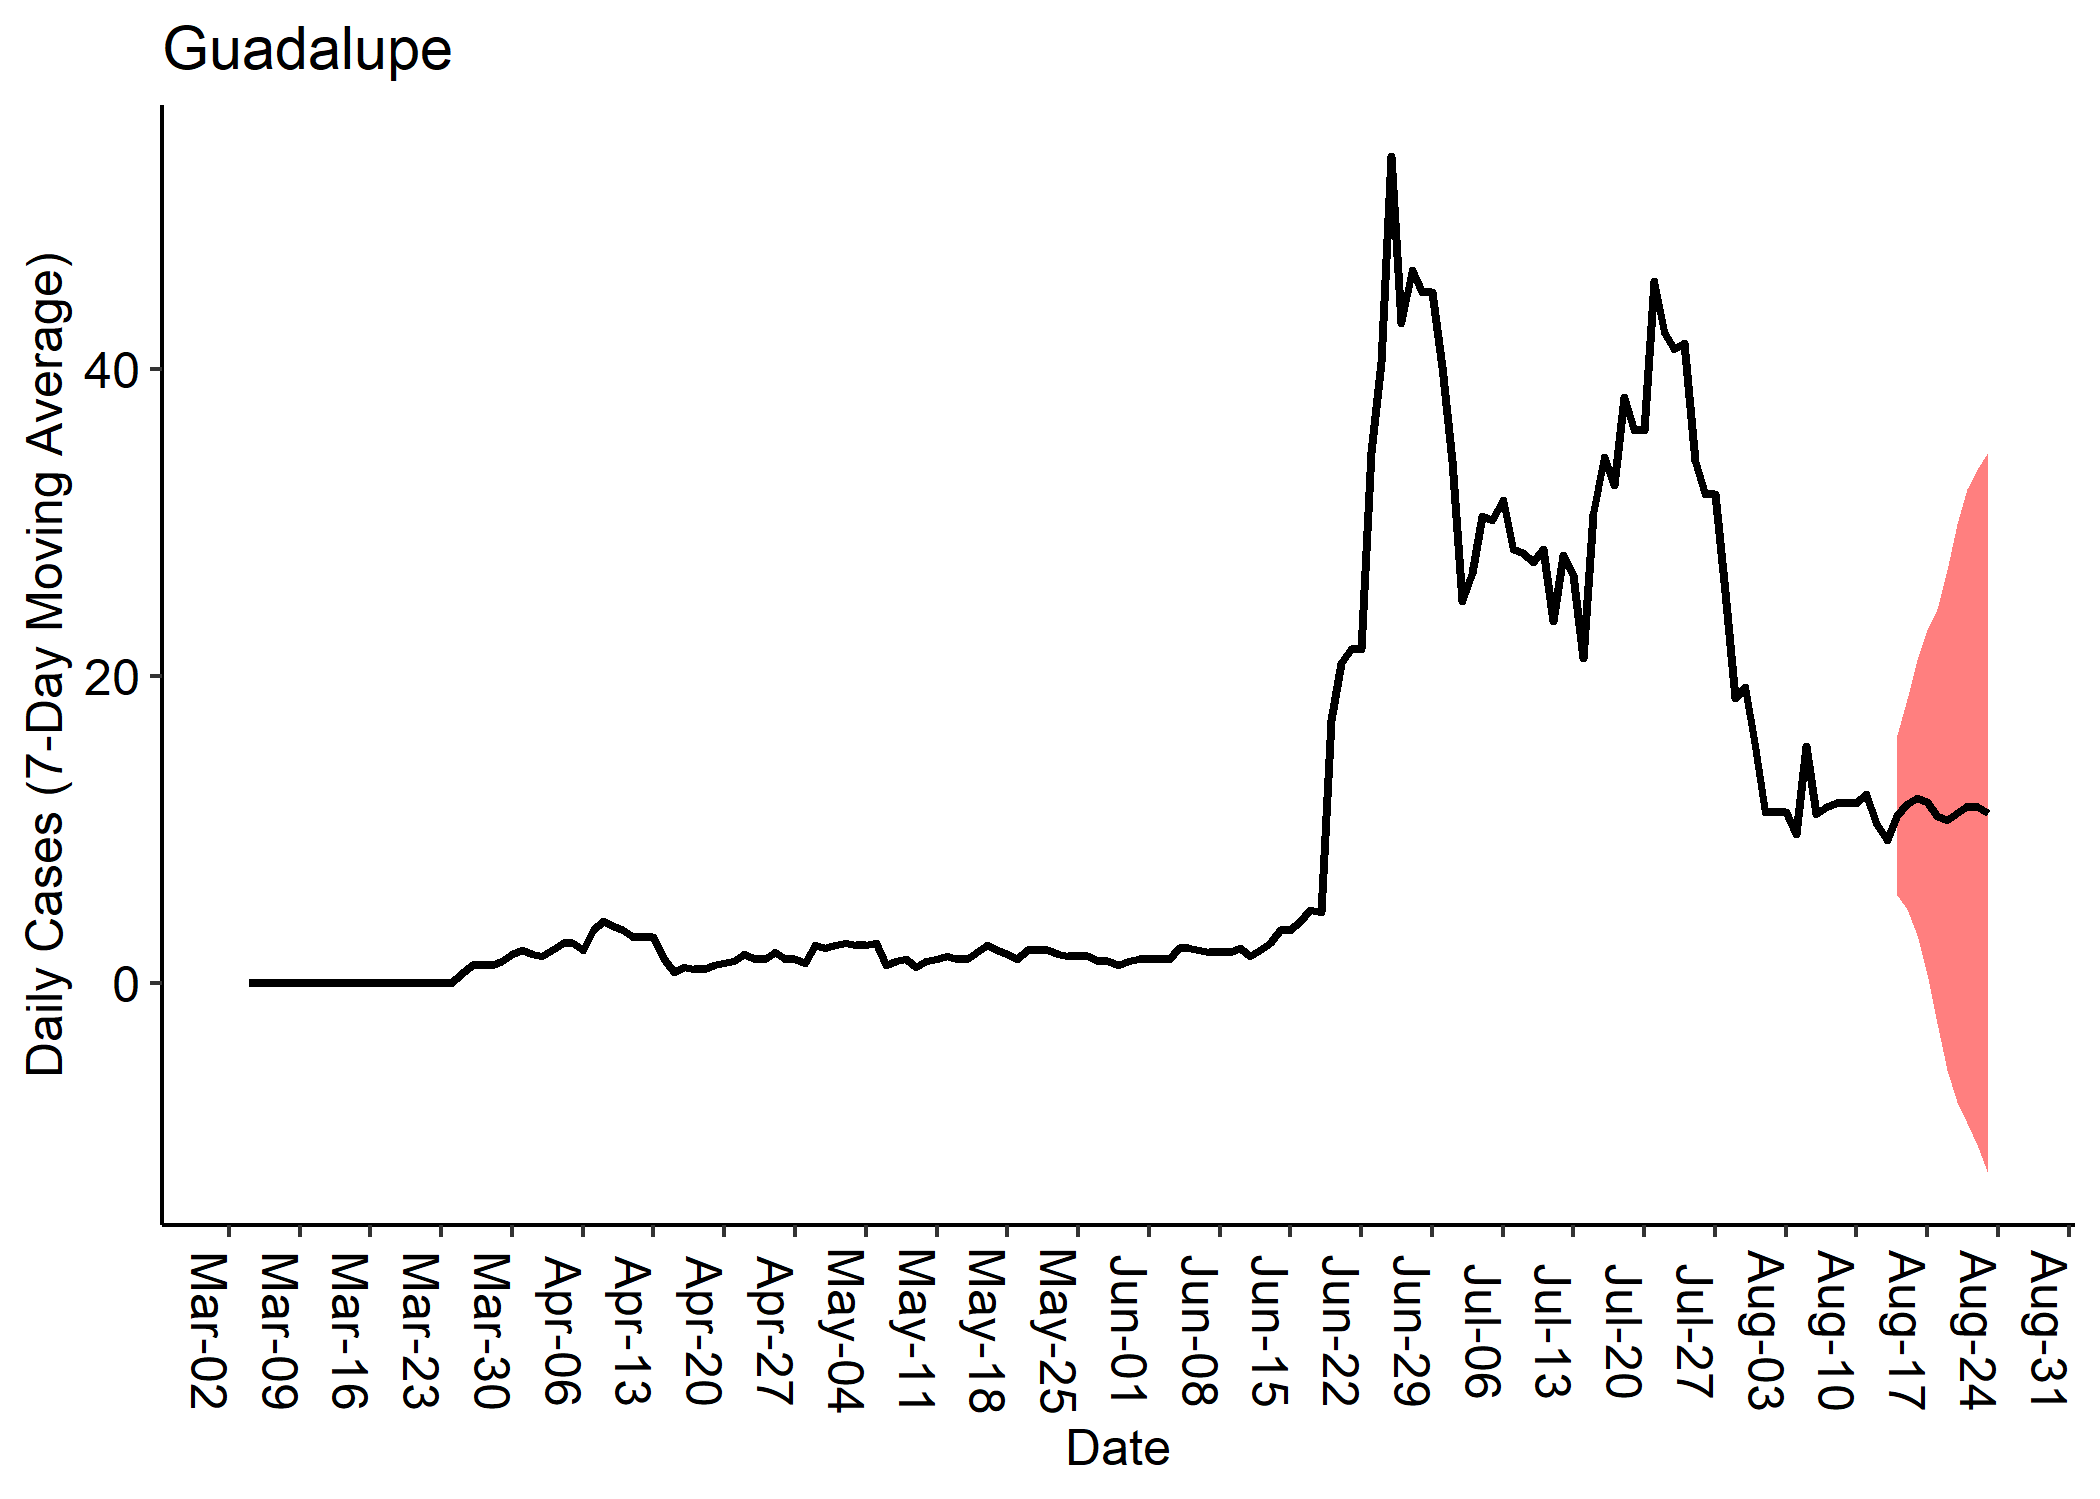 Guadalupe
Daily Cases (7-Day Moving Average)
40
20
0
Mar-02
Mar-09
Mar-16
Mar-23
Mar-30
Apr-06
Apr-13
Apr-20
Apr-27
May-04
May-11
May-18
May-25
Jun-01
Jun-08
Jun-15
Jun-22
Jun-29
Jul-06
Jul-13
Jul-20
Jul-27
Aug-03
Aug-10
Aug-17
Aug-24
Aug-31
Date